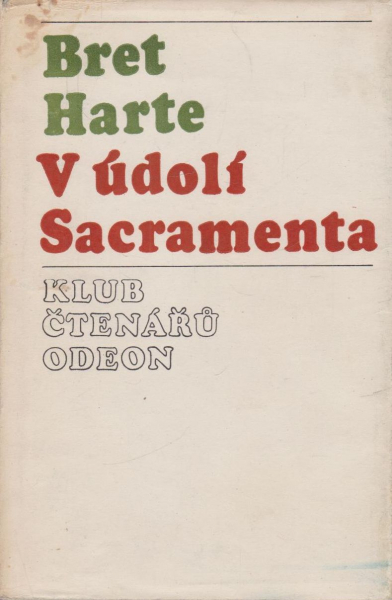 Bret
Harte
V údolí
Sacramenta
KLUB
ČTENÁŘŮ
ODEON